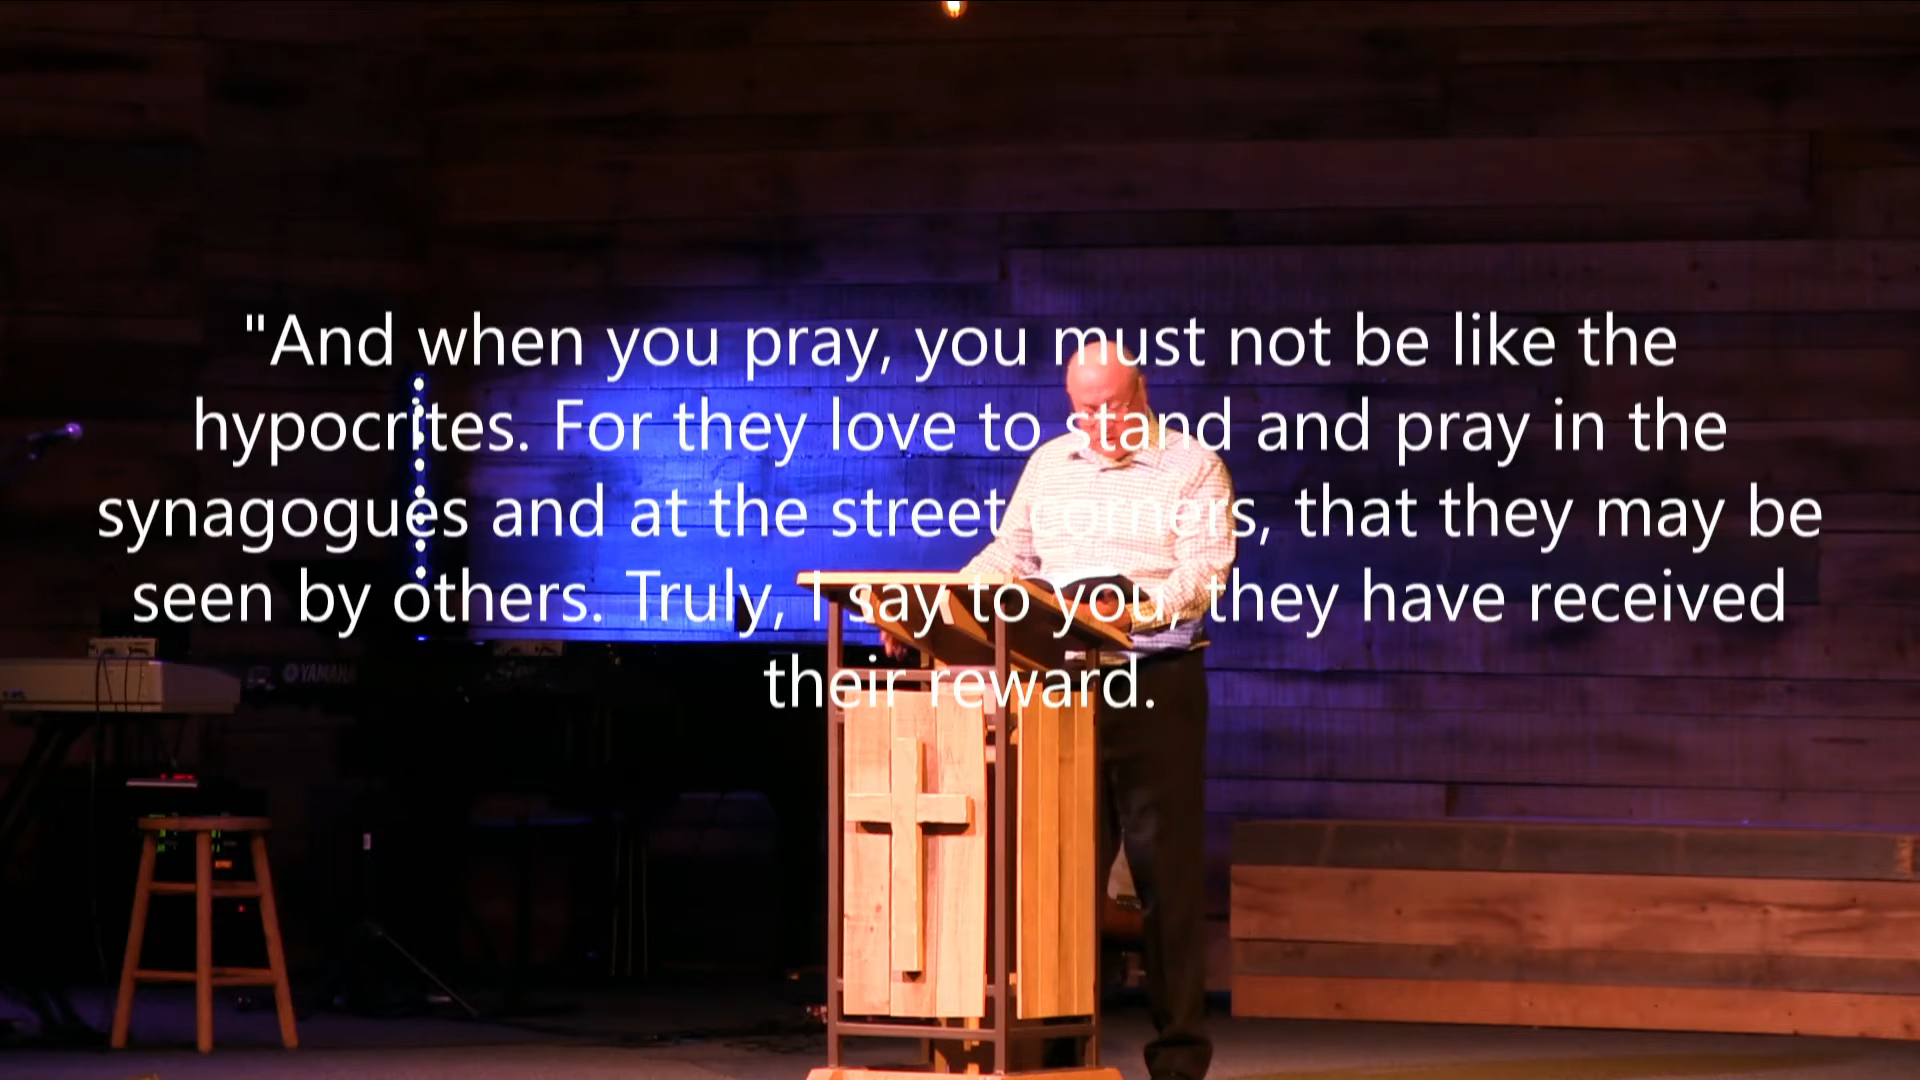 "And when you pray, you must not be like the
hypocrites. For they love to stand and pray in the
synagogues and at the street corners, that they may be
seen by others. Truly, I say to you, they have received
their reward.
YAMAHA